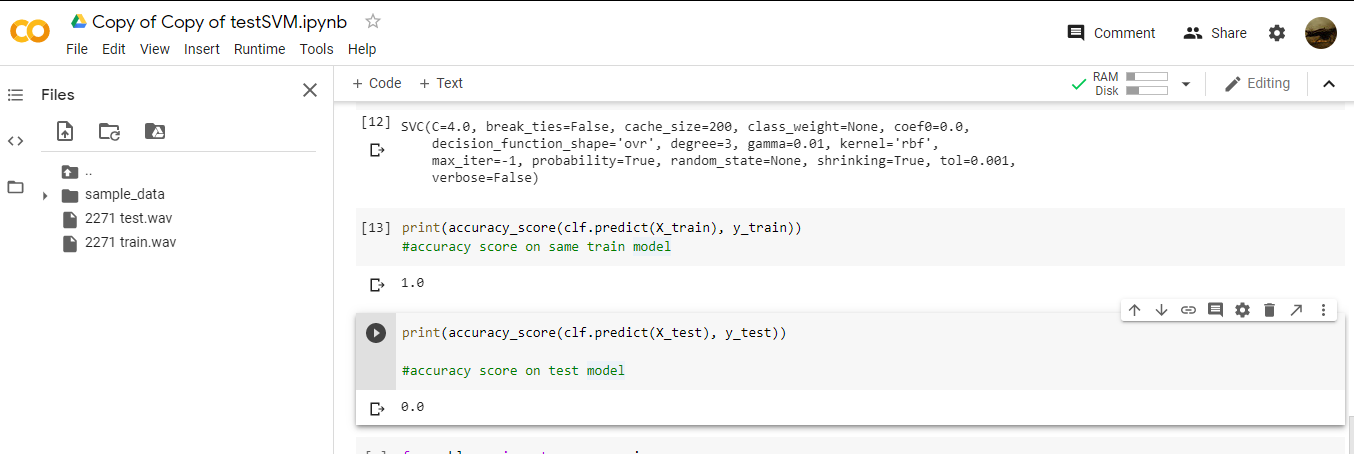 Copy of Copy of testSVM.ipynb
File Edit View Insert Runtime Tools Help
Comment Share
Files
+ Code + Text
RAM
Disk
Editing
..
sample_data
2271 test.wav
2271 train.wav
[12] SVC(C=4.0, break_ties=False, cache_size=200, class_weight=None, coef0=0.0,
decision_function_shape='ovr', degree=3, gamma=0.01, kernel='rbf',
max_iter=-1, probability=True, random_state=None, shrinking=True, tol=0.001,
verbose=False)
[13] print(accuracy_score(clf.predict(X_train), y_train))
#accuracy score on same train model
1.0
print(accuracy_score(clf.predict(X_test), y_test))
#accuracy score on test model
0.0